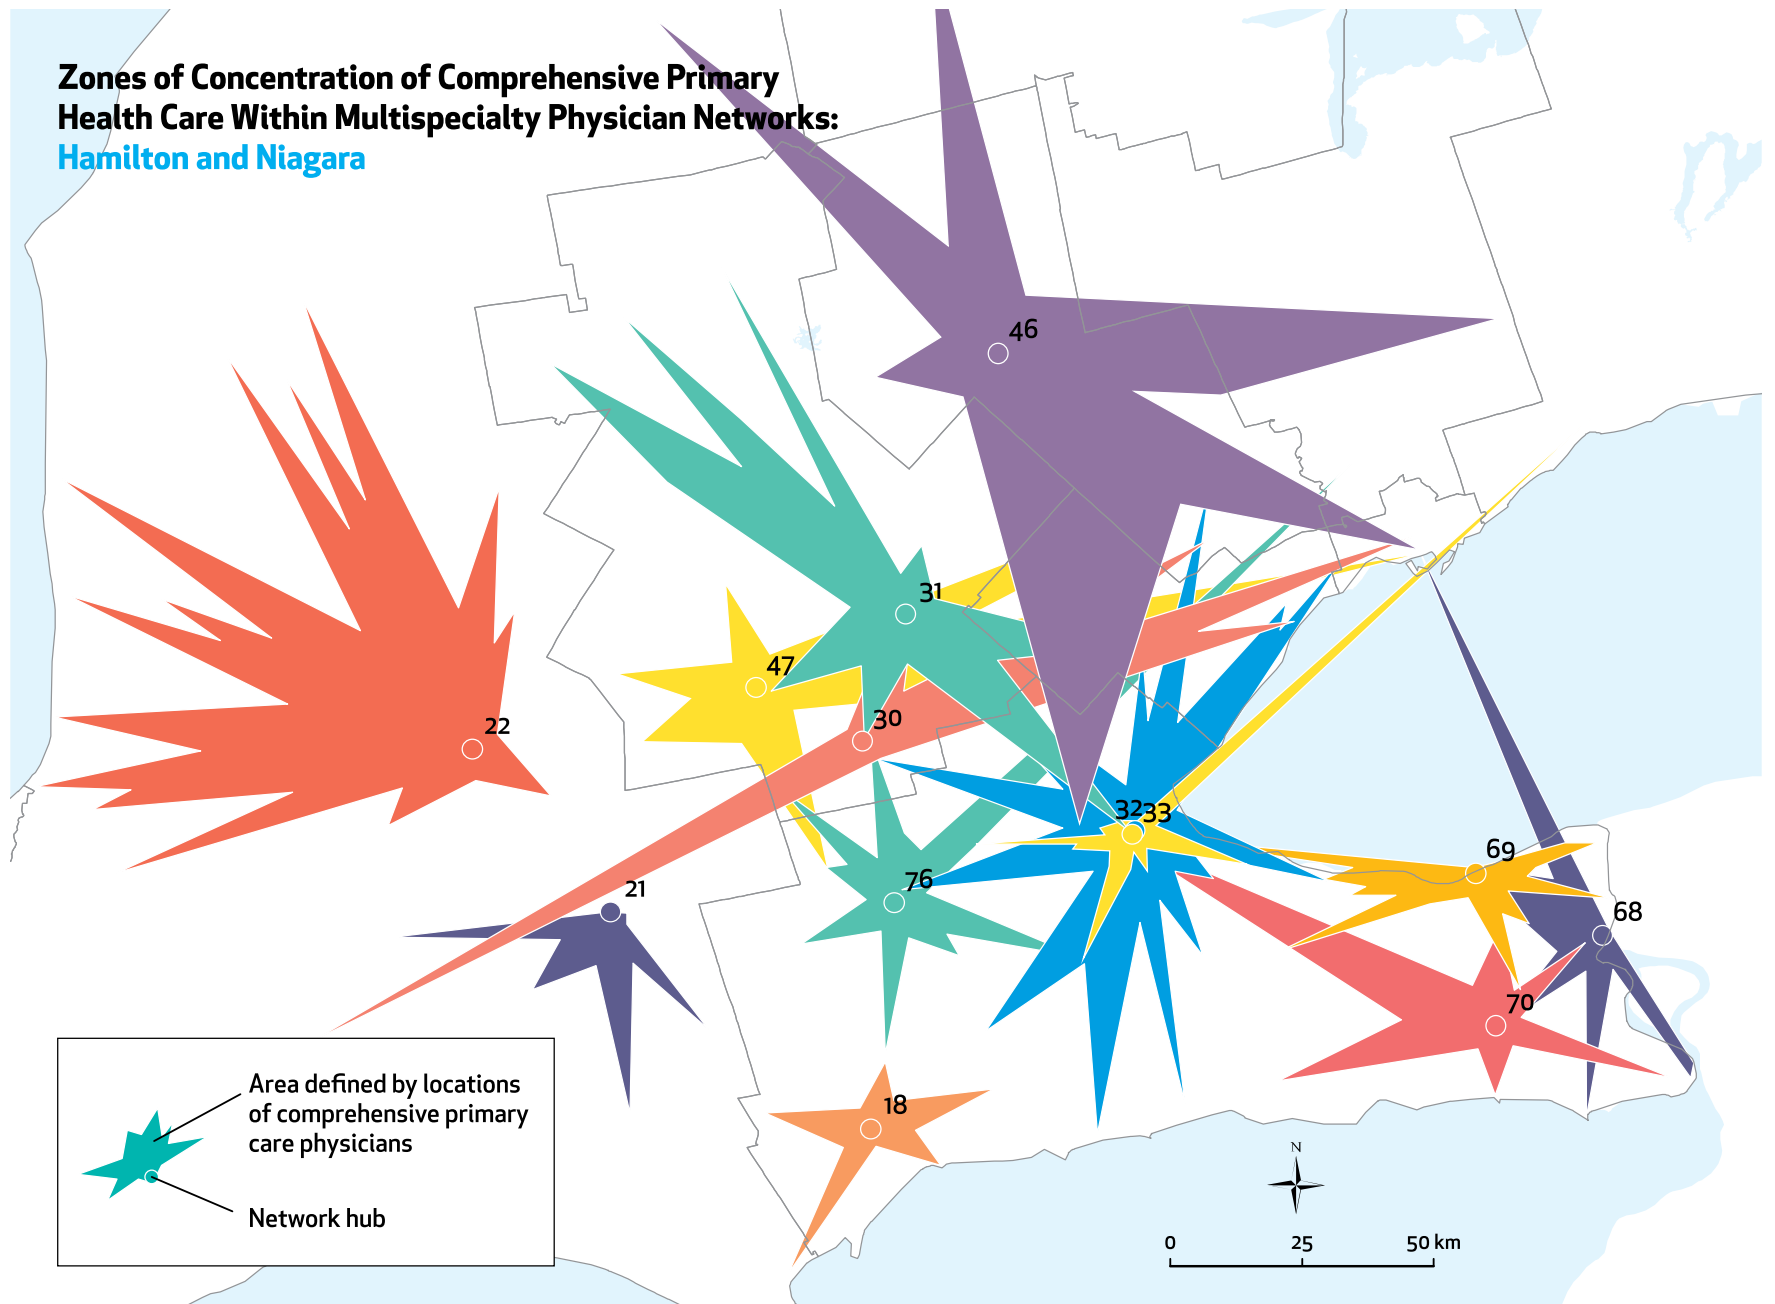 Zones of Concentration of Comprehensive Primary
Health Care Within Multispecialty Physician Networks:
Hamilton and Niagara
46
31
47
30
22
32
33
69
76
21
68
70
18
Area defined by locations
of comprehensive primary
care physicians
Network hub
N
0 25 50 km